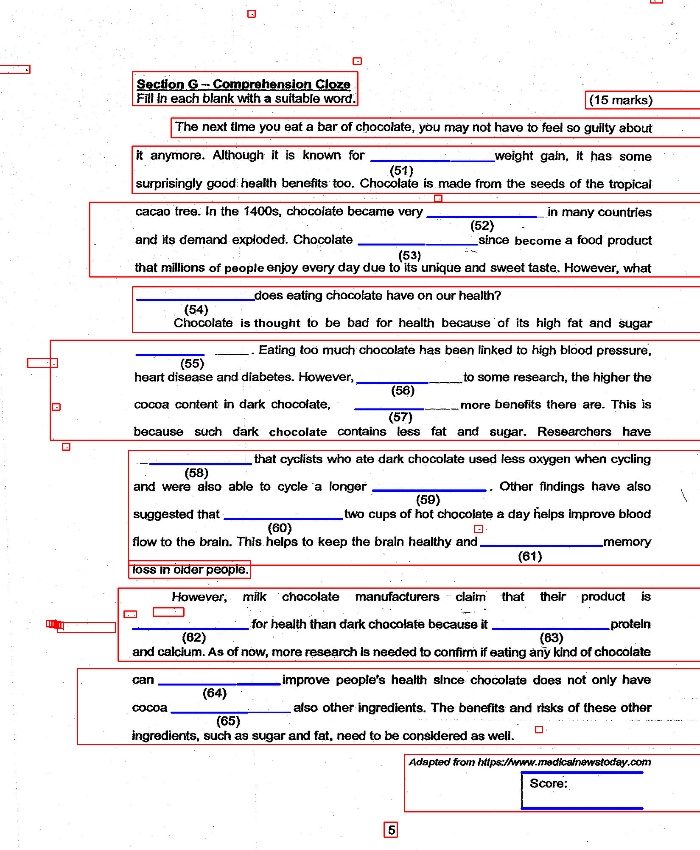 Section G – Comprehension Cloze
Fill in each blank with a suitable word.
(15 marks)
The next time you eat a bar of chocolate, you may not have to feel so guilty about
it anymore. Although it is known for ____________ weight gain, it has some
(51)
surprisingly good health benefits too. Chocolate is made from the seeds of the tropical
cacao tree. In the 1400s, chocolate became very ____________ in many countries
(52)
and its demand exploded. Chocolate ____________ since become a food product
(53)
that millions of people enjoy every day due to its unique and sweet taste. However, what
____________ does eating chocolate have on our health?
(54)
Chocolate is thought to be bad for health because of its high fat and sugar
____________. Eating too much chocolate has been linked to high blood pressure,
(55)
heart disease and diabetes. However, ____________ to some research, the higher the
(56)
cocoa content in dark chocolate, ____________ more benefits there are. This is
(57)
because such dark chocolate contains less fat and sugar. Researchers have
____________ that cyclists who ate dark chocolate used less oxygen when cycling
(58)
and were also able to cycle a longer ____________. Other findings have also
(59)
suggested that ____________ two cups of hot chocolate a day helps improve blood
(60)
flow to the brain. This helps to keep the brain healthy and ____________ memory
(61)
loss in older people.
However, milk chocolate manufacturers claim that their product is
____________ for health than dark chocolate because it ____________ protein
(62) (63)
and calcium. As of now, more research is needed to confirm if eating any kind of chocolate
can ____________ improve people's health since chocolate does not only have
(64)
cocoa ____________ also other ingredients. The benefits and risks of these other
(65)
ingredients, such as sugar and fat, need to be considered as well.
Adapted from https://www.medicalnewstoday.com
Score:
5